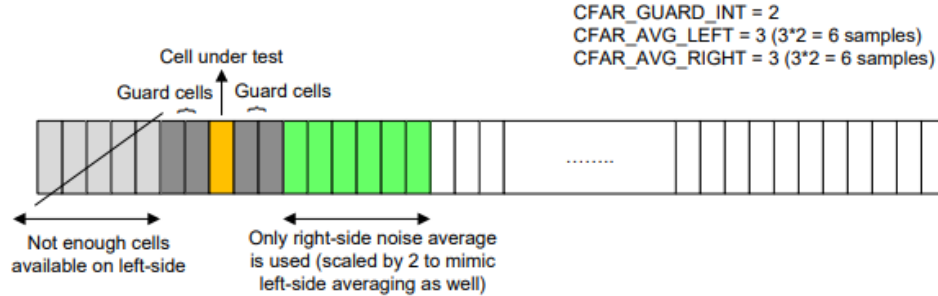 CFAR_GUARD_INT = 2
CFAR_AVG_LEFT = 3 (3*2 = 6 samples)
CFAR_AVG_RIGHT = 3 (3*2 = 6 samples)
Cell under test
Guard cells
Guard cells
........
Not enough cells
available on left-side
Only right-side noise average
is used (scaled by 2 to mimic
left-side averaging as well)